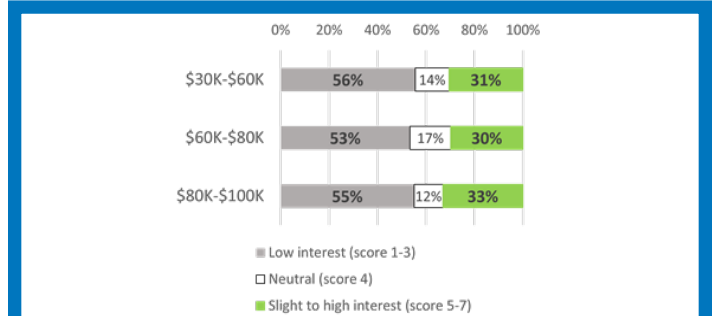 0% 20% 40% 60% 80% 100%
$30K-$60K 56% 14% 31%
$60K-$80K 53% 17% 30%
$80K-$100K 55% 12% 33%
Low interest (score 1-3)
Neutral (score 4)
Slight to high interest (score 5-7)